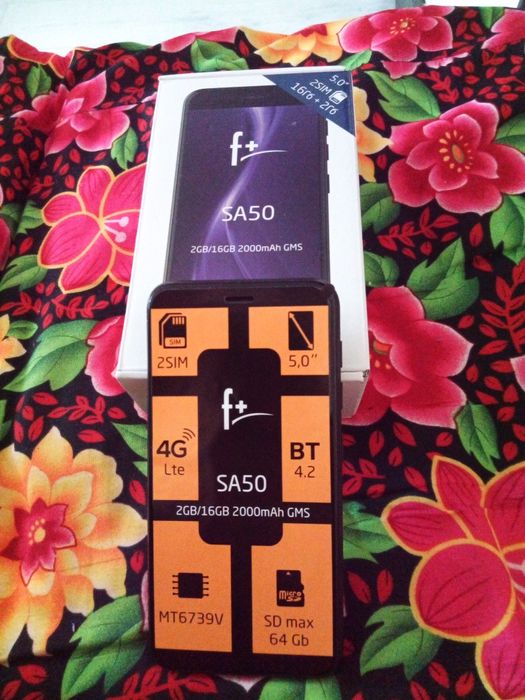 5.0"
2SIM
16Гб + 2Гб
f+
SA50
2GB/16GB 2000mAh GMS
SIM
2SIM
5,0’’
4G
Lte
f+
BT
4.2
SA50
2GB/16GB 2000mAh GMS
MT6739V
micro
SD
SD max
64 Gb